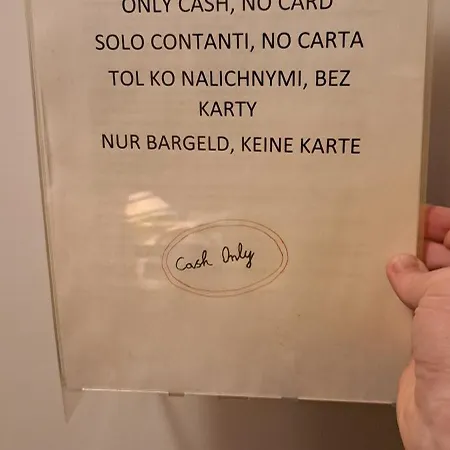 ONLY CASH, NO CARD
SOLO CONTANTI, NO CARTA
TOL KO NALICHNYMI, BEZ
KARTY
NUR BARGELD, KEINE KARTE
Cash Only